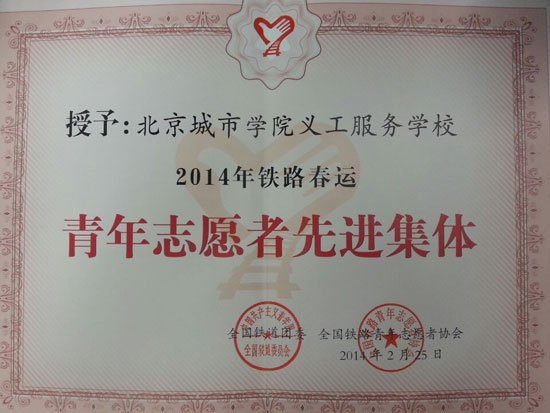 授予:北京城市学院义工服务学校
2014年铁路春运
青年志愿者先进集体
全国铁道团委 全国铁路青年志愿者协会
2014年2月25日